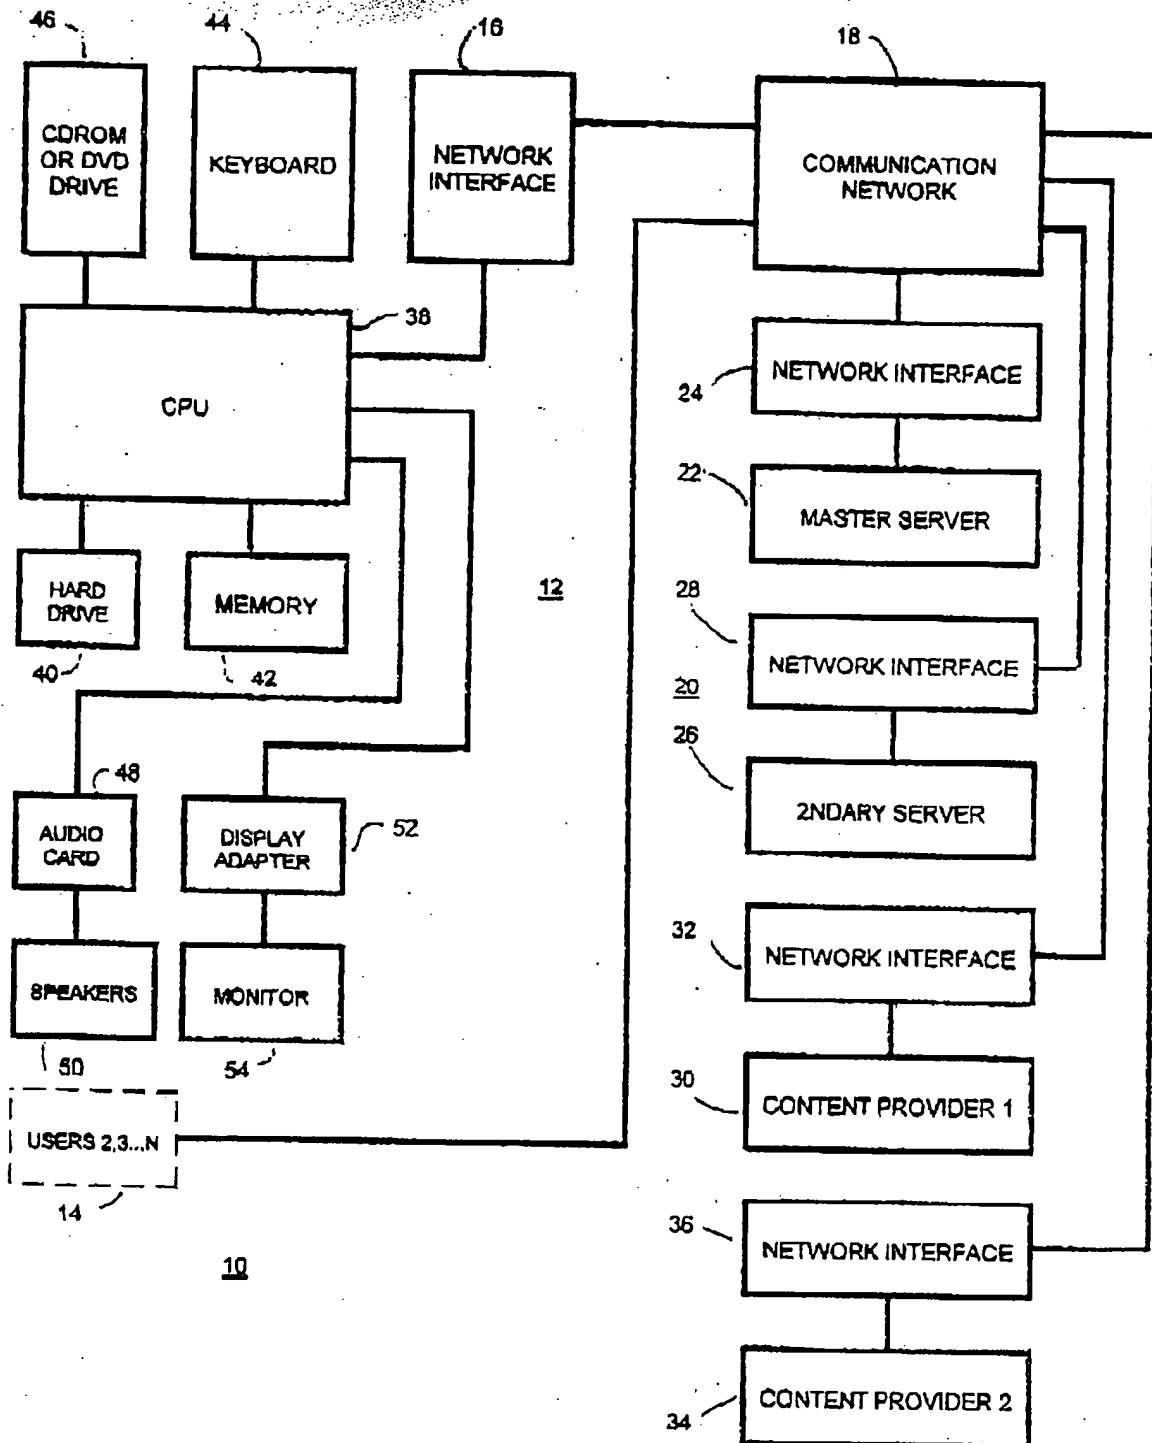 46
44
16
18
CDROM
OR DVD
DRIVE
KEYBOARD
NETWORK
INTERFACE
COMMUNICATION
NETWORK
38
CPU
NETWORK INTERFACE
24
22
MASTER SERVER
HARD
DRIVE
MEMORY
12
28
40
42
NETWORK INTERFACE
20
26
48
2NDARY SERVER
AUDIO
CARD
DISPLAY
ADAPTER
52
32
NETWORK INTERFACE
SPEAKERS
MONITOR
50
54
30
CONTENT PROVIDER 1
USERS 2,3...N
14
36
NETWORK INTERFACE
10
CONTENT PROVIDER 2
34